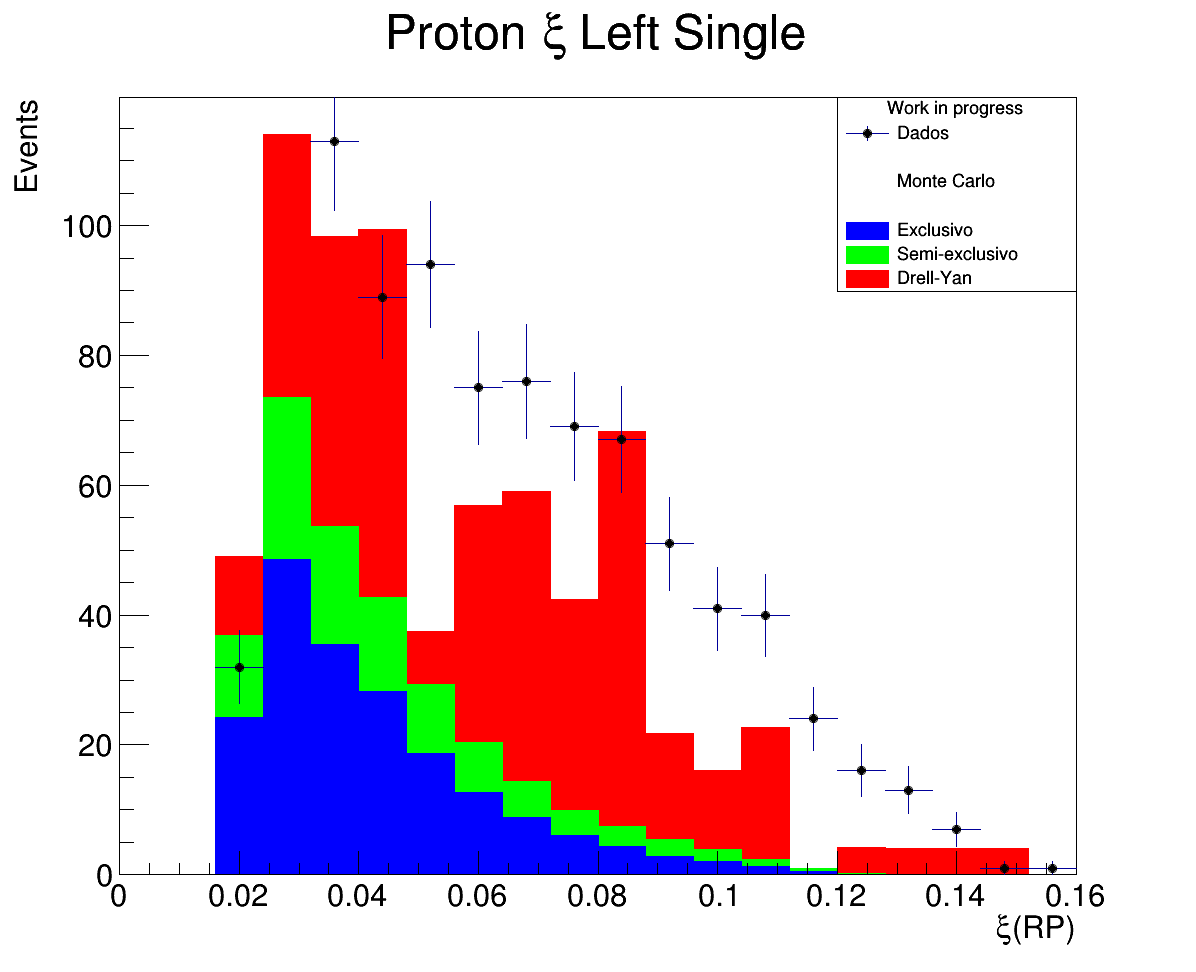 Proton ξ Left Single
Events
Work in progress
Dados
Monte Carlo
Exclusivo
Semi-exclusivo
Drell-Yan
100
80
60
40
20
0
0 0.02 0.04 0.06 0.08 0.1 0.12 0.14 0.16
ξ(RP)